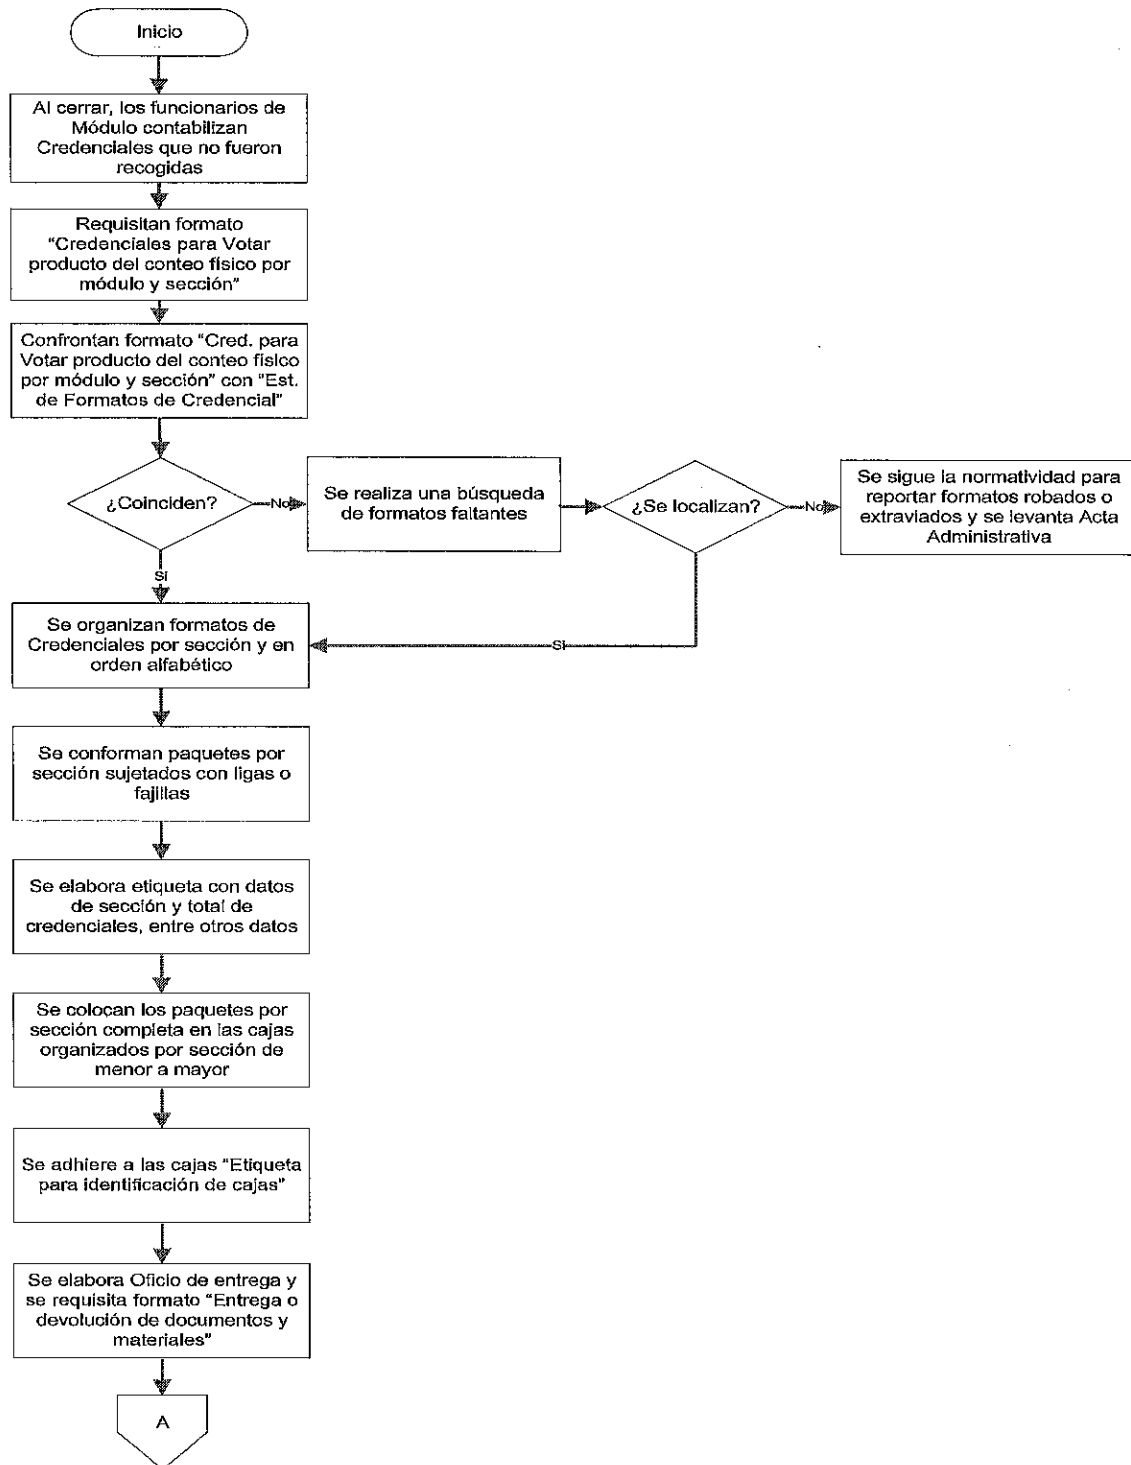 Inicio
Al cerrar, los funcionarios de
Módulo contabilizan
Credenciales que no fueron
recogidas
Requisitan formato
“Credenciales para Votar
producto del conteo físico por
módulo y sección”
Confrontan formato “Cred. para
Votar producto del conteo físico
por módulo y sección” con “Est.
de Formatos de Credencial”
¿Coinciden?
No
Se realiza una búsqueda
de formatos faltantes
¿Se localizan?
No
Se sigue la normatividad para
reportar formatos robados o
extraviados y se levanta Acta
Administrativa
Si
Se organizan formatos de
Credenciales por sección y en
orden alfabético
Si
Se conforman paquetes por
sección sujetados con ligas o
fajillas
Se elabora etiqueta con datos
de sección y total de
credenciales, entre otros datos
Se colocan los paquetes por
sección completa en las cajas
organizados por sección de
menor a mayor
Se adhiere a las cajas “Etiqueta
para identificación de cajas”
Se elabora Oficio de entrega y
se requisita formato “Entrega o
devolución de documentos y
materiales”
A